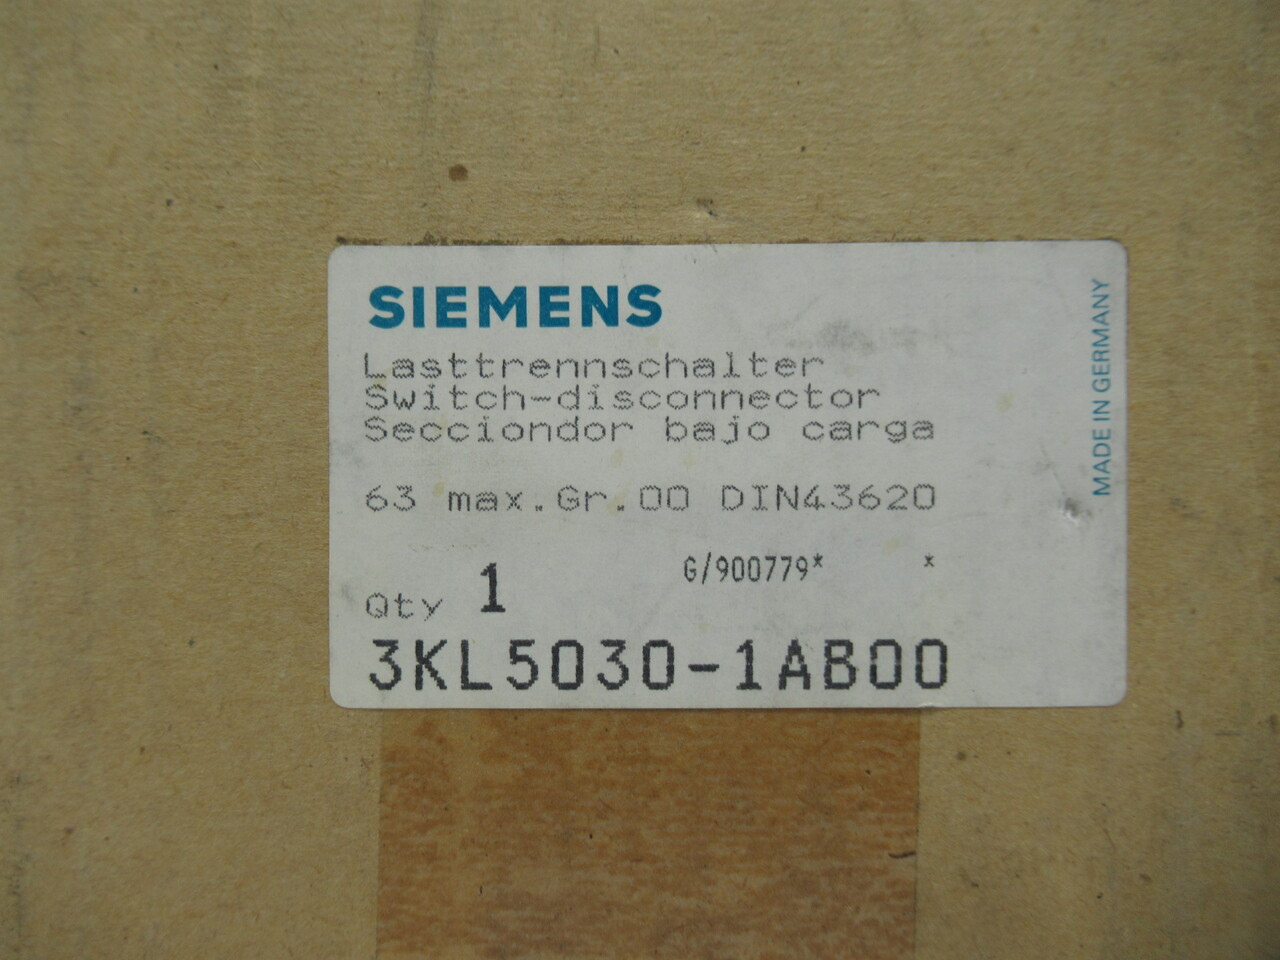 SIEMENS
Lasttrennschalter
Switch-disconnector
Secciondor bajo carga
63 max.Gr.00 DIN43620
G/900779* *
Qty 1
3KL5030-1AB00
MADE IN GERMANY